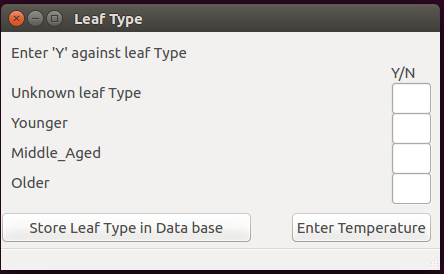 Leaf Type
Enter 'Y' against leaf Type
Y/N
Unknown leaf Type
Younger
Middle_Aged
Older
Store Leaf Type in Data base
Enter Temperature